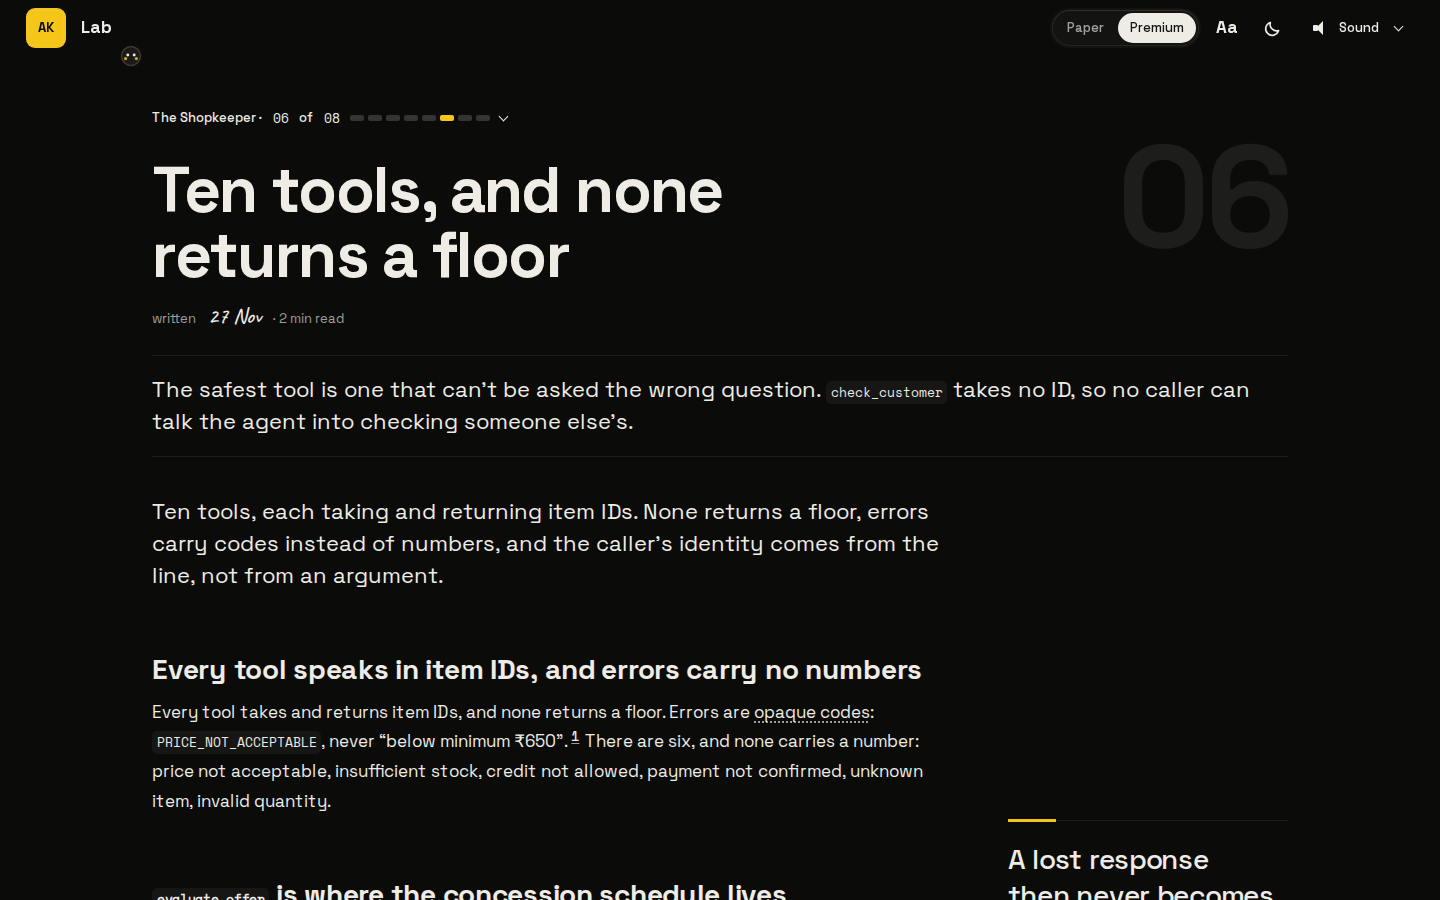 AK
Lab
Paper
Premium
Aa
Sound
The Shopkeeper · 06 of 08
06
Ten tools, and none
returns a floor
written 27 Nov · 2 min read
The safest tool is one that can’t be asked the wrong question. check_customer takes no ID, so no caller can
talk the agent into checking someone else’s.
Ten tools, each taking and returning item IDs. None returns a floor, errors
carry codes instead of numbers, and the caller’s identity comes from the
line, not from an argument.
Every tool speaks in item IDs, and errors carry no numbers
Every tool takes and returns item IDs, and none returns a floor. Errors are opaque codes:
PRICE_NOT_ACCEPTABLE, never “below minimum ₹650”.1 There are six, and none carries a number:
price not acceptable, insufficient stock, credit not allowed, payment not confirmed, unknown
item, invalid quantity.
evaluate_offer is where the concession schedule lives
A lost response
then never becomes